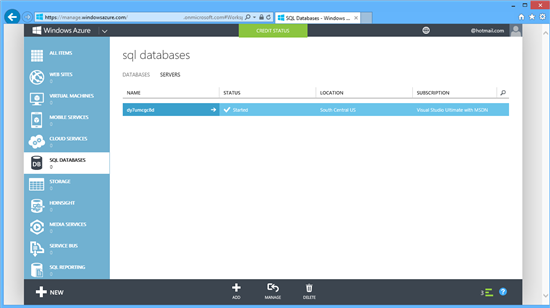 https://manage.windowsazure.com/
.onmicrosoft.com#Workspa
SQL Databases - Windows ...
Windows Azure
CREDIT STATUS
@hotmail.com
ALL ITEMS
WEB SITES
0
VIRTUAL MACHINES
0
MOBILE SERVICES
0
CLOUD SERVICES
0
SQL DATABASES
0
STORAGE
0
HDINSIGHT
0
MEDIA SERVICES
0
SERVICE BUS
0
SQL REPORTING
0
sql databases
DATABASES SERVERS
NAME STATUS LOCATION SUBSCRIPTION
Started South Central US Visual Studio Ultimate with MSDN
NEW
ADD
MANAGE
DELETE
3
?